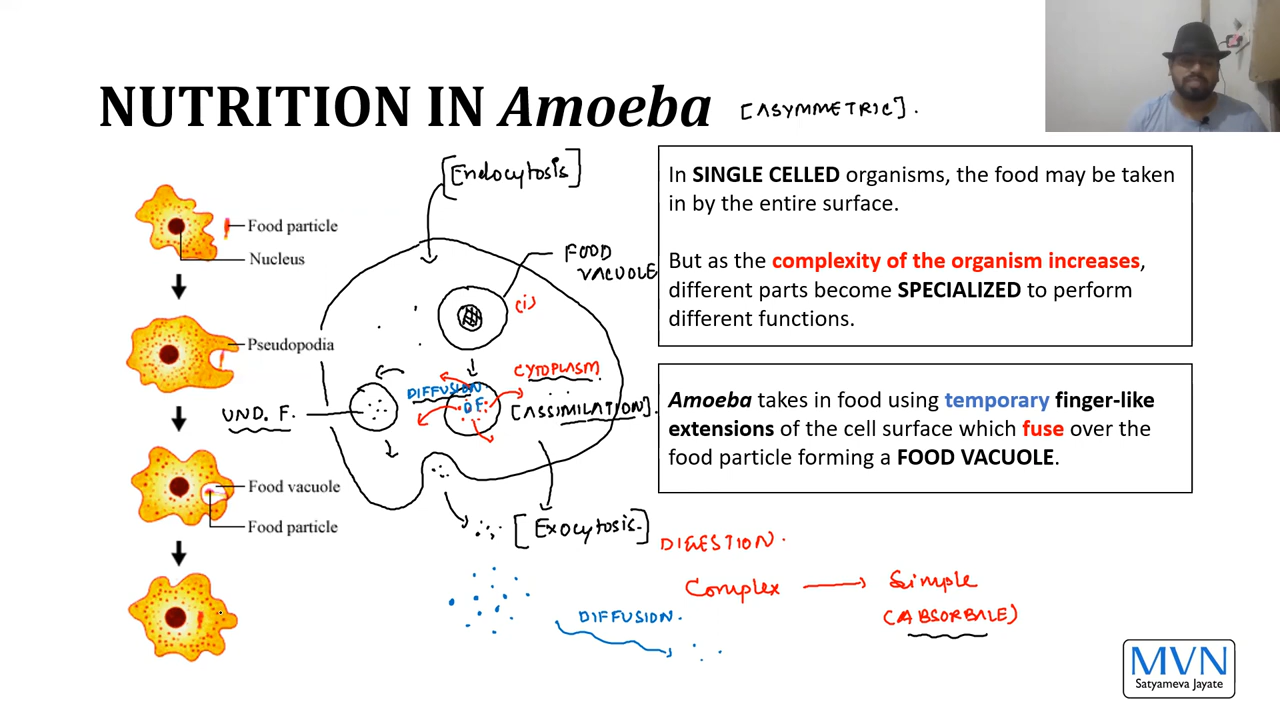 NUTRITION IN Amoeba [ASYMMETRIC].
[Endocytosis]
In SINGLE CELLED organisms, the food may be taken
in by the entire surface.
But as the complexity of the organism increases,
different parts become SPECIALIZED to perform
different functions.
Food particle
Nucleus
FOOD
VACUOLE
(i)
Pseudopodia
CYTOPLASM
DIFFUSION
D.F.
[ASSIMILATION].
UND. F.
Amoeba takes in food using temporary finger-like
extensions of the cell surface which fuse over the
food particle forming a FOOD VACUOLE.
Food vacuole
Food particle
[Exocytosis.]
DIGESTION.
Complex → Simple
(ABSORBALE)
DIFFUSION.
MVN
Satyameva Jayate